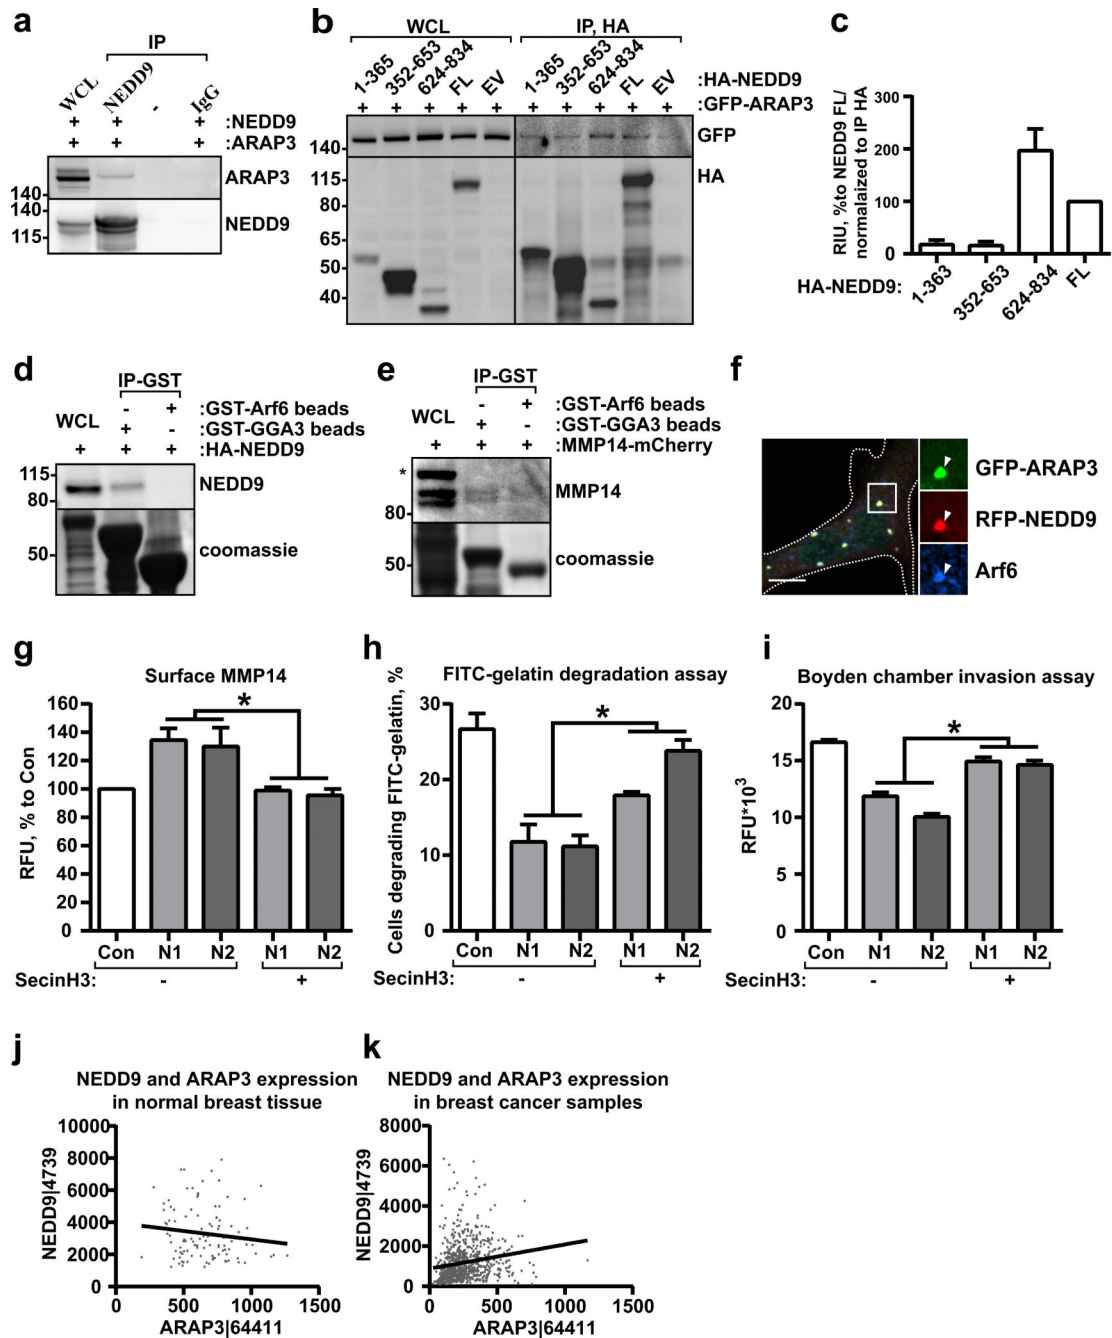 a
IP
WCL
NEDD9
-
IgG
+ + + :NEDD9
+ + + :ARAP3
140
ARAP3
140
115
NEDD9
b
WCL
IP, HA
1-365
352-653
624-834
FL
EV
1-365
352-653
624-834
FL
EV
:HA-NEDD9
+ + + + + + + + + + :GFP-ARAP3
140
GFP
HA
115
80
65
50
40
c
RIU, %to NEDD9 FL/
normalaized to IP HA
300
200
100
0
HA-NEDD9:
1-363
352-653
624-834
FL
d
IP-GST
WCL
- + :GST-Arf6 beads
+ - :GST-GGA3 beads
+ + + :HA-NEDD9
115
80
NEDD9
50
coomassie
e
IP-GST
WCL
- + :GST-Arf6 beads
+ - :GST-GGA3 beads
+ + + :MMP14-mCherry
*
80
MMP14
50
coomassie
f
GFP-ARAP3
RFP-NEDD9
Arf6
g
Surface MMP14
RFU, % to Con
160
140
120
100
80
60
40
20
0
*
Con N1 N2 N1 N2
SecinH3: - +
h
FITC-gelatin degradation assay
Cells degrading FITC-gelatin, %
30
20
10
0
*
Con N1 N2 N1 N2
SecinH3: - +
i
Boyden chamber invasion assay
RFU*10³
20
15
10
5
0
*
Con N1 N2 N1 N2
SecinH3: - +
j
NEDD9 and ARAP3 expression
in normal breast tissue
NEDD9|4739
10000
8000
6000
4000
2000
0
0 500 1000 1500
ARAP3|64411
k
NEDD9 and ARAP3 expression
in breast cancer samples
NEDD9|4739
8000
6000
4000
2000
0
0 500 1000 1500
ARAP3|64411